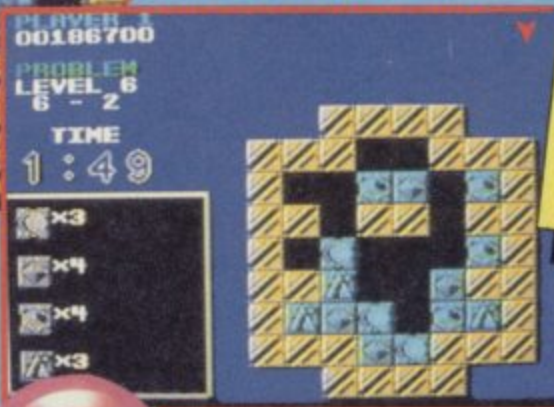 PLAYER 1
00186700
PROBLEM
LEVEL 6
6 - 2
TIME
1:49
×3
×4
×4
×3